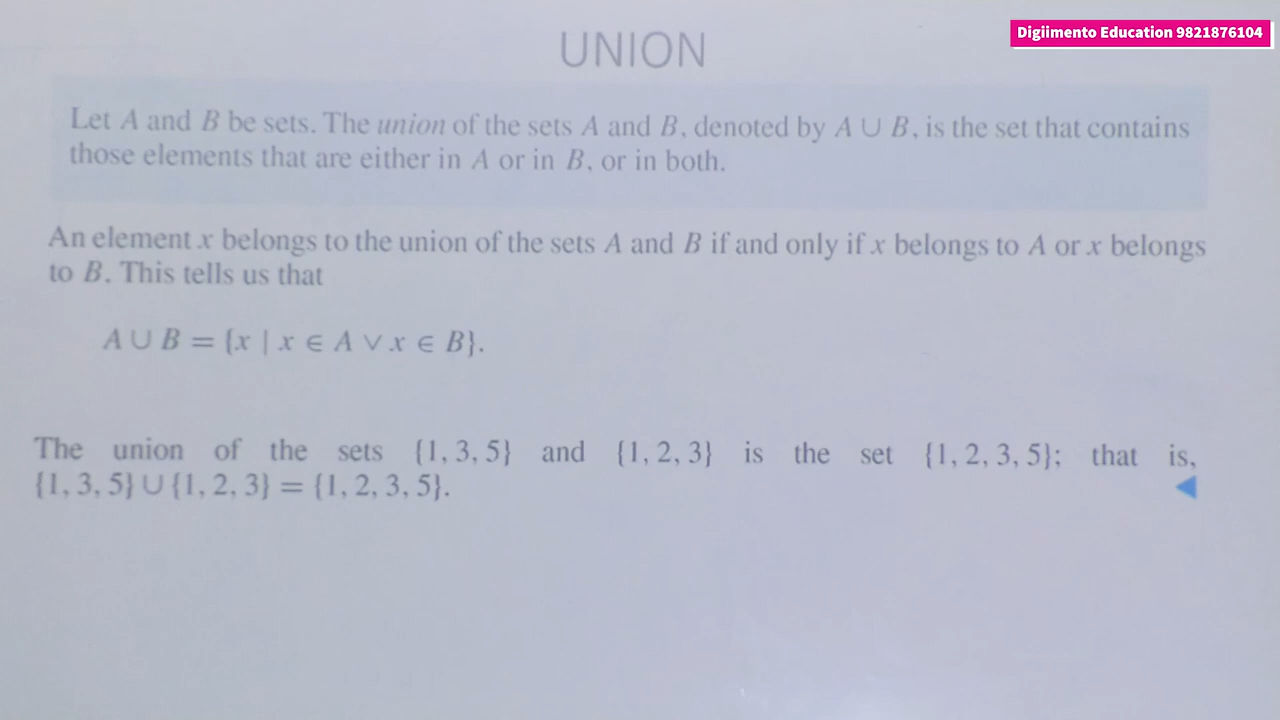 Digiimento Education 9821876104
UNION
Let A and B be sets. The union of the sets A and B, denoted by A ∪ B, is the set that contains
those elements that are either in A or in B, or in both.
An element x belongs to the union of the sets A and B if and only if x belongs to A or x belongs
to B. This tells us that
A ∪ B = {x | x ∈ A ∨ x ∈ B}.
The union of the sets {1, 3, 5} and {1, 2, 3} is the set {1, 2, 3, 5}; that is,
{1, 3, 5} ∪ {1, 2, 3} = {1, 2, 3, 5}.